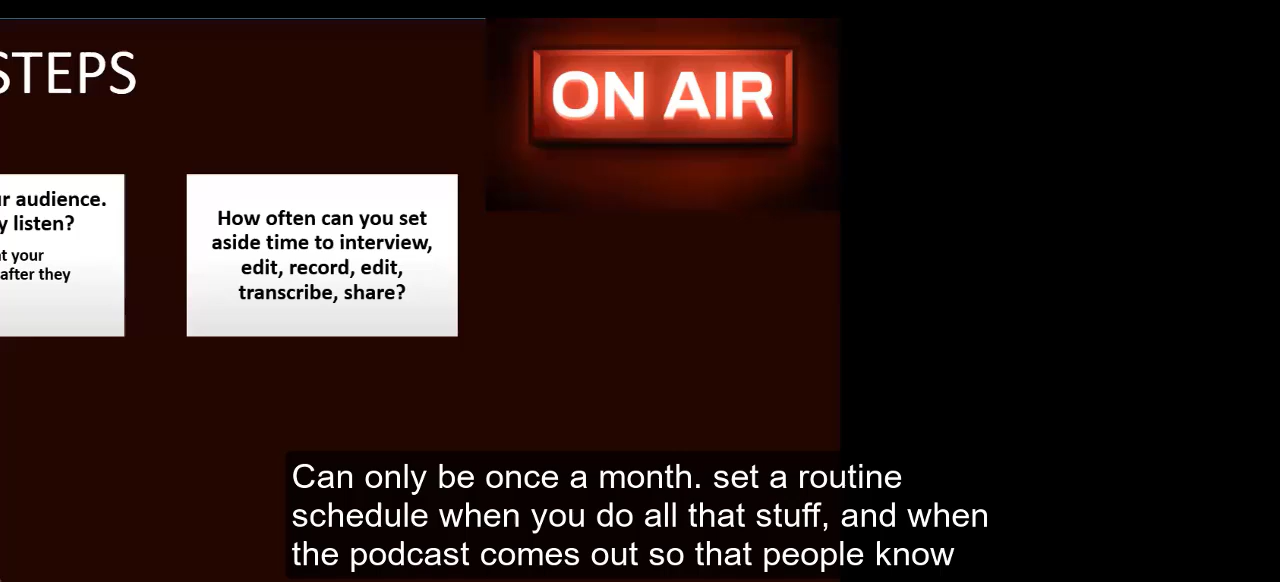 STEPS
ON AIR
r audience.
y listen?
t your
after they
How often can you set
aside time to interview,
edit, record, edit,
transcribe, share?
Can only be once a month. set a routine
schedule when you do all that stuff, and when
the podcast comes out so that people know